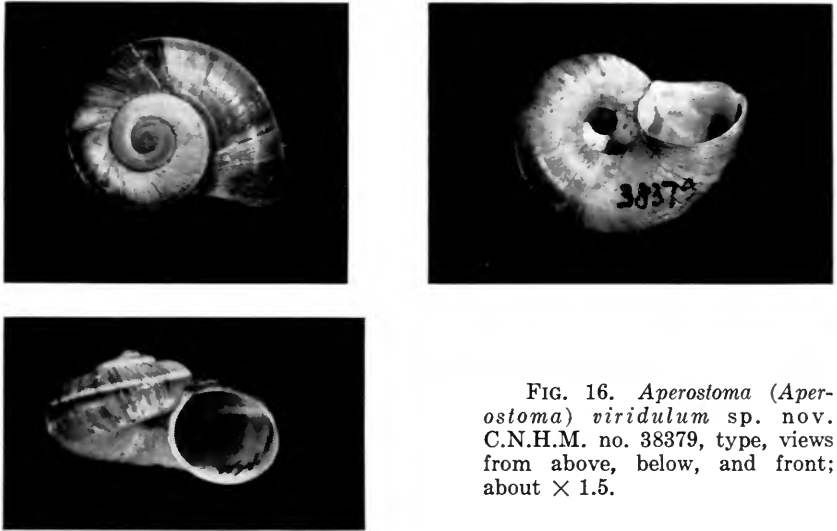 3837
FIG. 16. Aperostoma (Aper-
ostoma) viridulum sp. nov.
C.N.H.M. no. 38379, type, views
from above, below, and front;
about × 1.5.